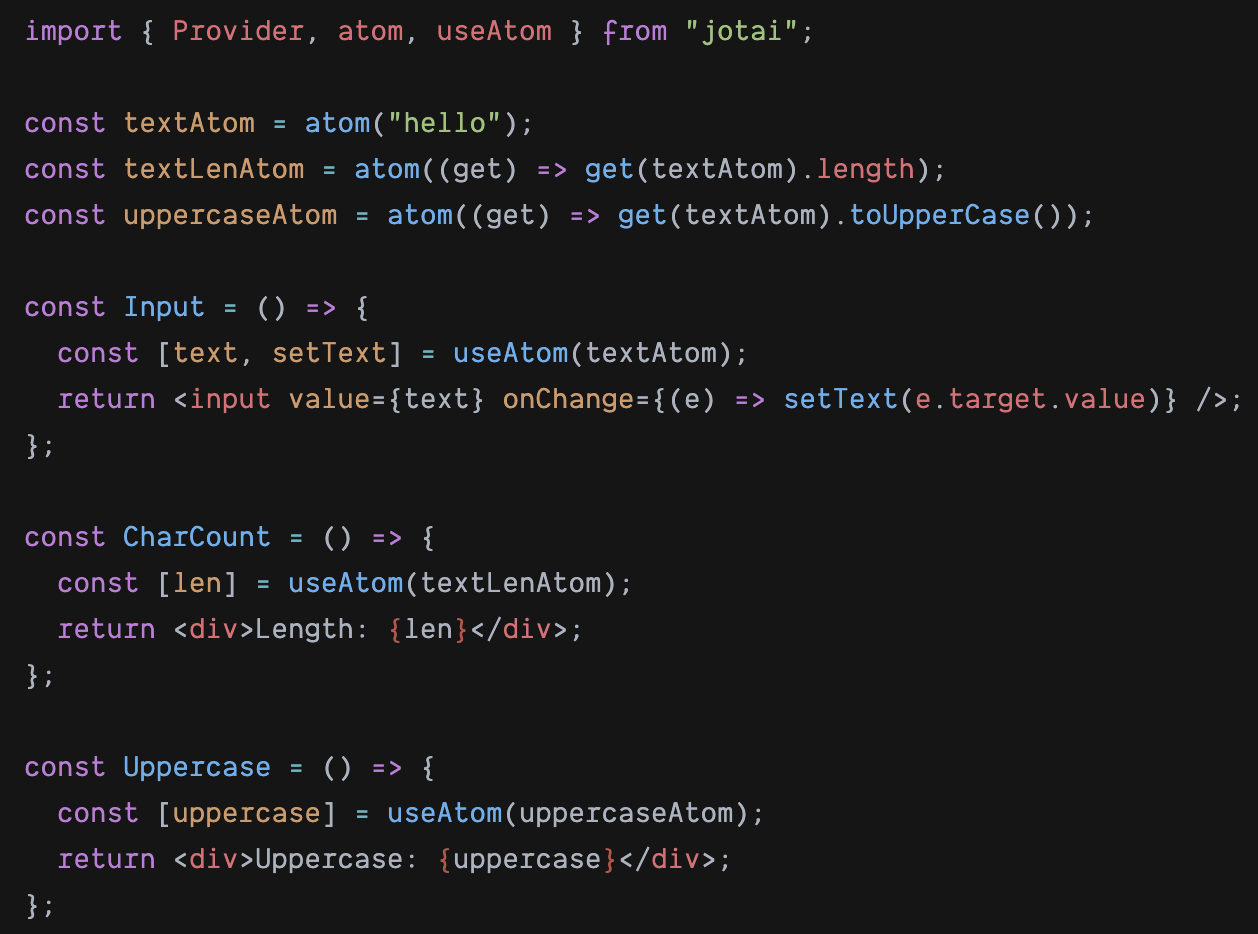 import { Provider, atom, useAtom } from "jotai";

const textAtom = atom("hello");
const textLenAtom = atom((get) => get(textAtom).length);
const uppercaseAtom = atom((get) => get(textAtom).toUpperCase());

const Input = () => {
  const [text, setText] = useAtom(textAtom);
  return <input value={text} onChange={(e) => setText(e.target.value)} />;
};

const CharCount = () => {
  const [len] = useAtom(textLenAtom);
  return <div>Length: {len}</div>;
};

const Uppercase = () => {
  const [uppercase] = useAtom(uppercaseAtom);
  return <div>Uppercase: {uppercase}</div>;
};